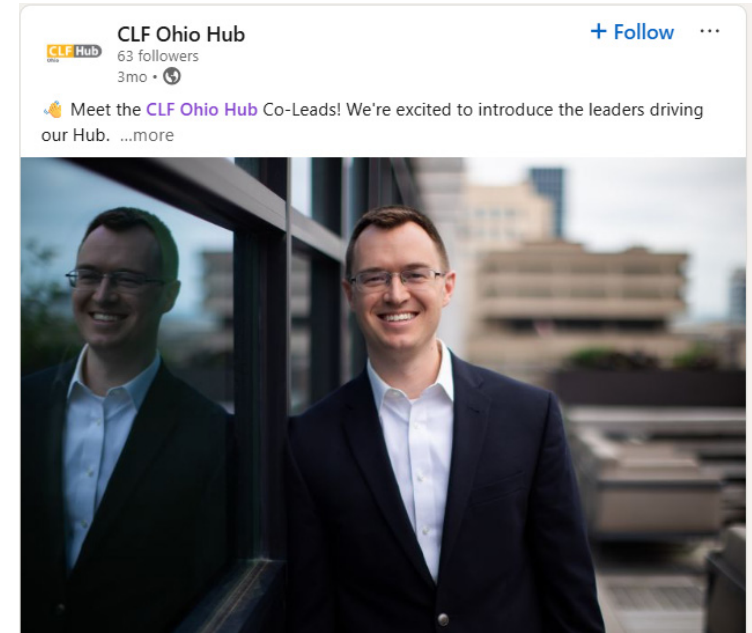 CLF Ohio Hub
+ Follow
CLF Hub
Ohio
63 followers
3mo •
👋 Meet the CLF Ohio Hub Co-Leads! We're excited to introduce the leaders driving
our Hub. ...more